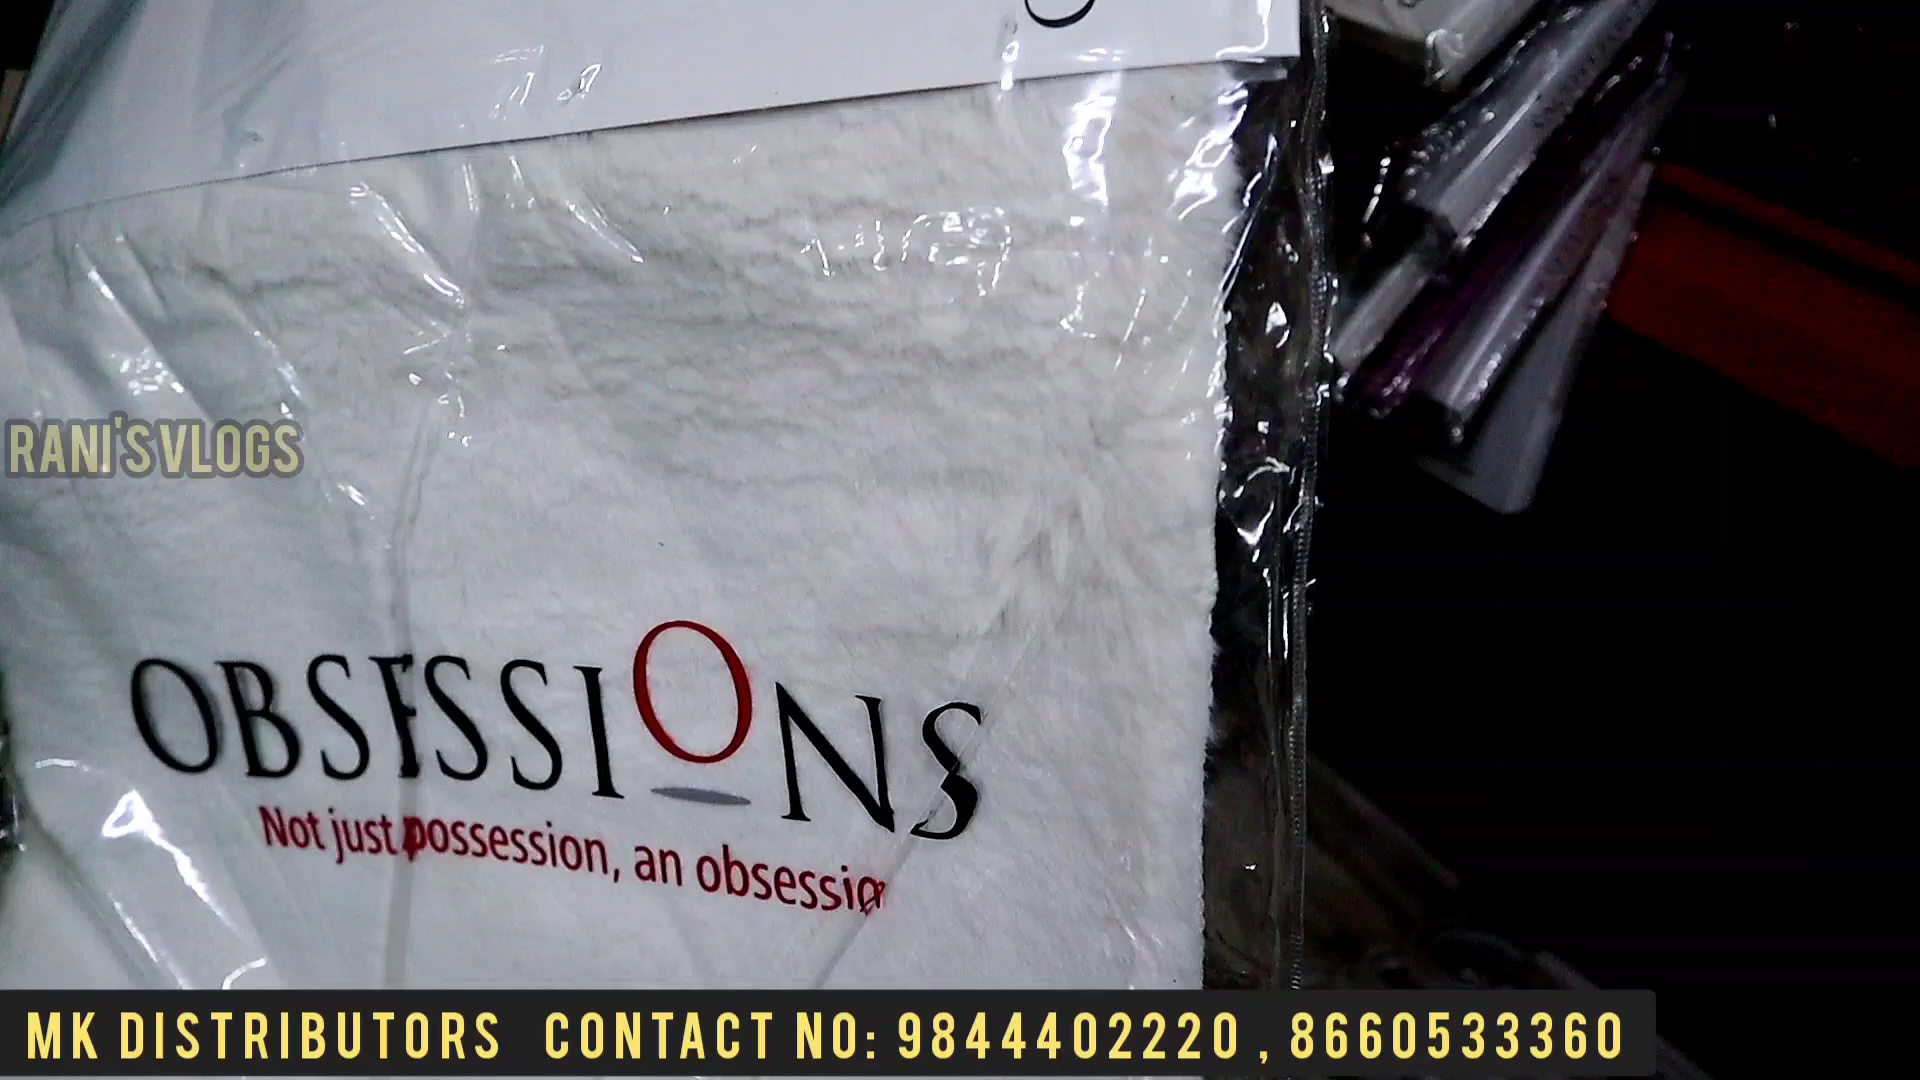 RANI'S VLOGS
OBSESSIONS
Not just possession, an obsession
MK DISTRIBUTORS CONTACT NO: 9844402220 , 8660533360